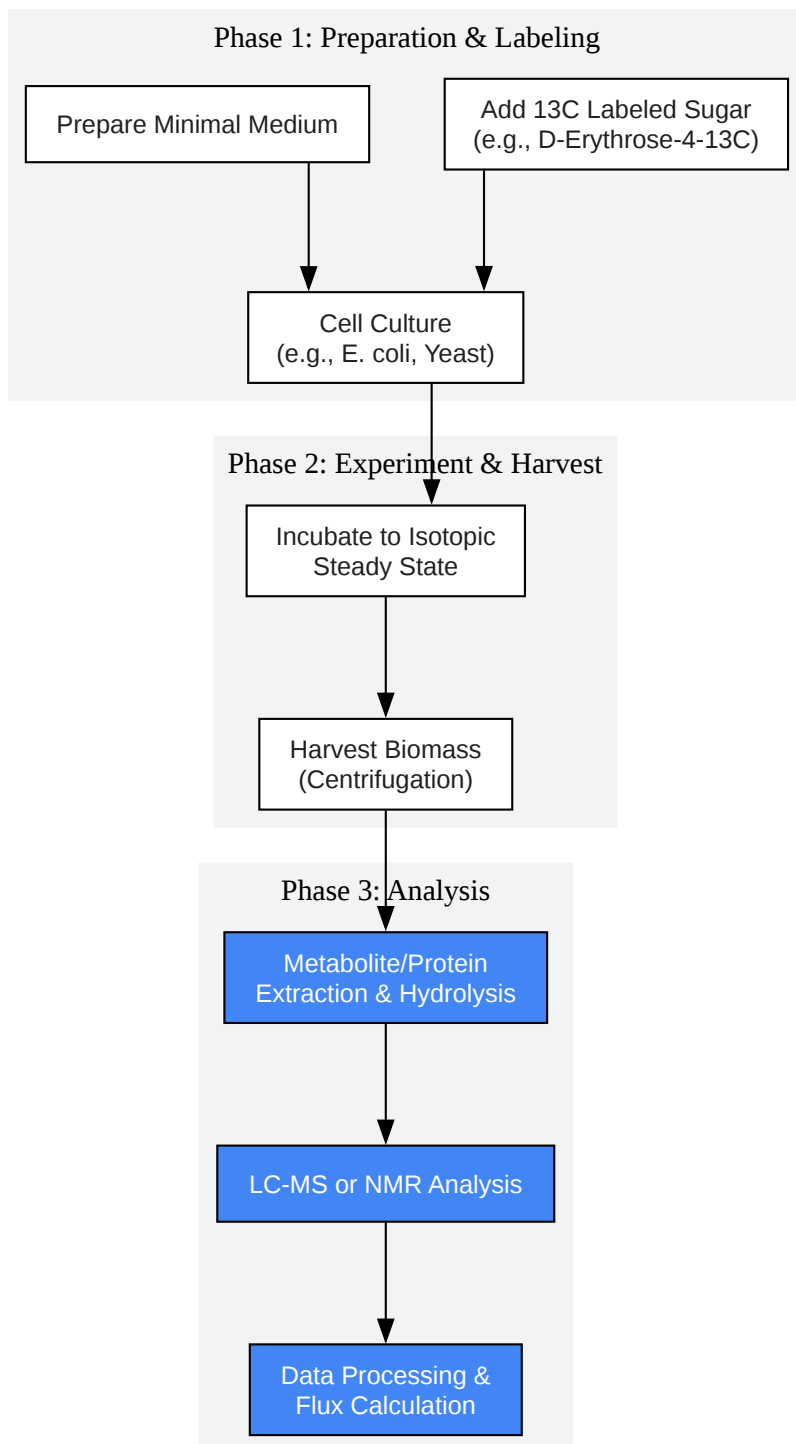 Phase 1: Preparation & Labeling
Prepare Minimal Medium
Add 13C Labeled Sugar
(e.g., D-Erythrose-4-13C)
Cell Culture
(e.g., E. coli, Yeast)
Phase 2: Experiment & Harvest
Incubate to Isotopic
Steady State
Harvest Biomass
(Centrifugation)
Phase 3: Analysis
Metabolite/Protein
Extraction & Hydrolysis
LC-MS or NMR Analysis
Data Processing &
Flux Calculation